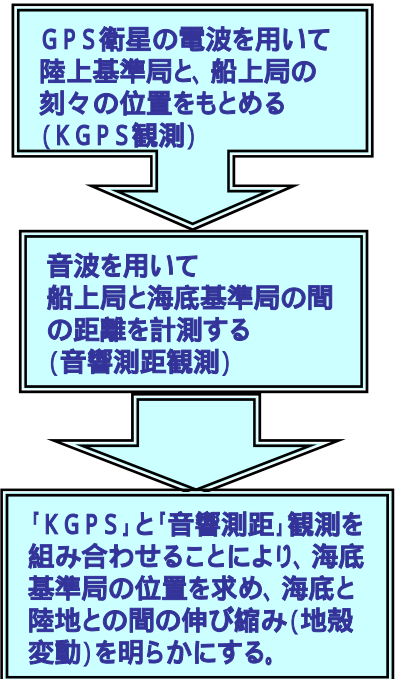 GPS衛星の電波を用いて
陸上基準局と、船上局の
刻々の位置をもとめる
(KGPS観測)
音波を用いて
船上局と海底基準局の間
の距離を計測する
(音響測距観測)
「KGPS」と「音響測距」観測を
組み合わせることにより、海底
基準局の位置を求め、海底と
陸地との間の伸び縮み(地殻
変動)を明らかにする。